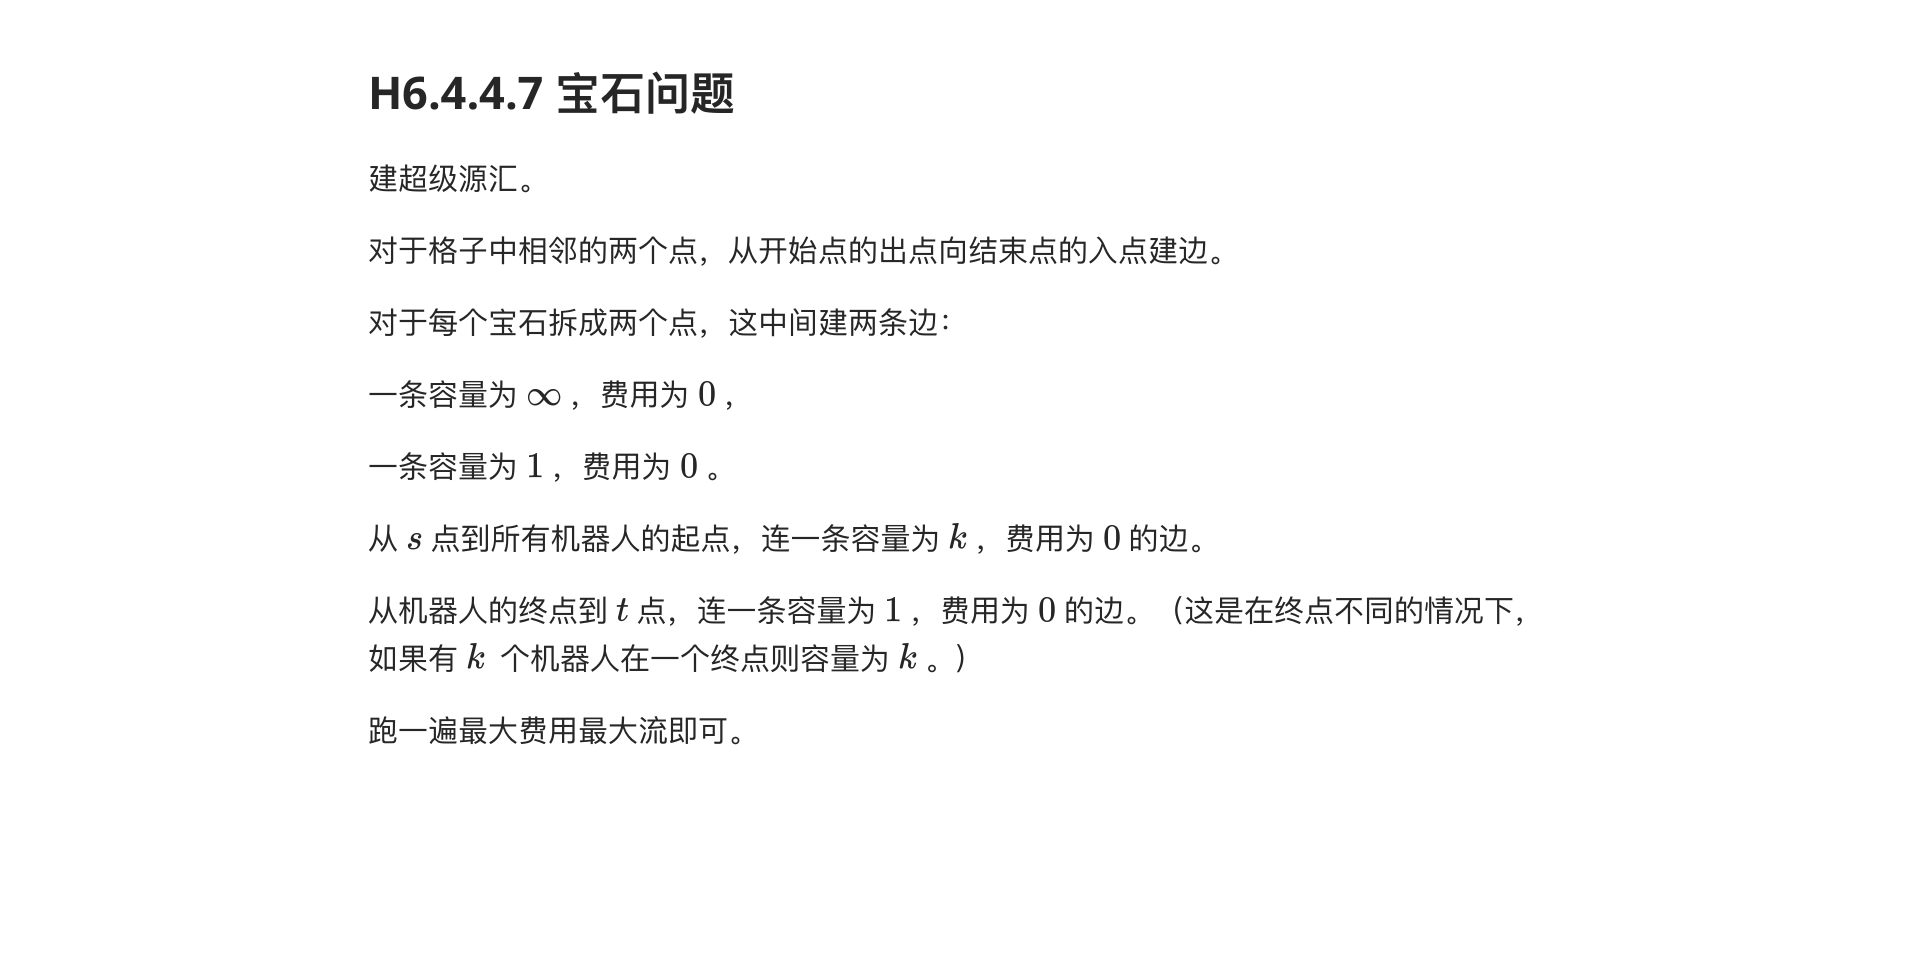 H6.4.4.7 宝石问题
建超级源汇。
对于格子中相邻的两个点，从开始点的出点向结束点的入点建边。
对于每个宝石拆成两个点，这中间建两条边：
一条容量为 ∞ ，费用为 0 ，
一条容量为 1 ，费用为 0 。
从 s 点到所有机器人的起点，连一条容量为 k ，费用为 0 的边。
从机器人的终点到 t 点，连一条容量为 1 ，费用为 0 的边。（这是在终点不同的情况下，
如果有 k 个机器人在一个终点则容量为 k 。）
跑一遍最大费用最大流即可。